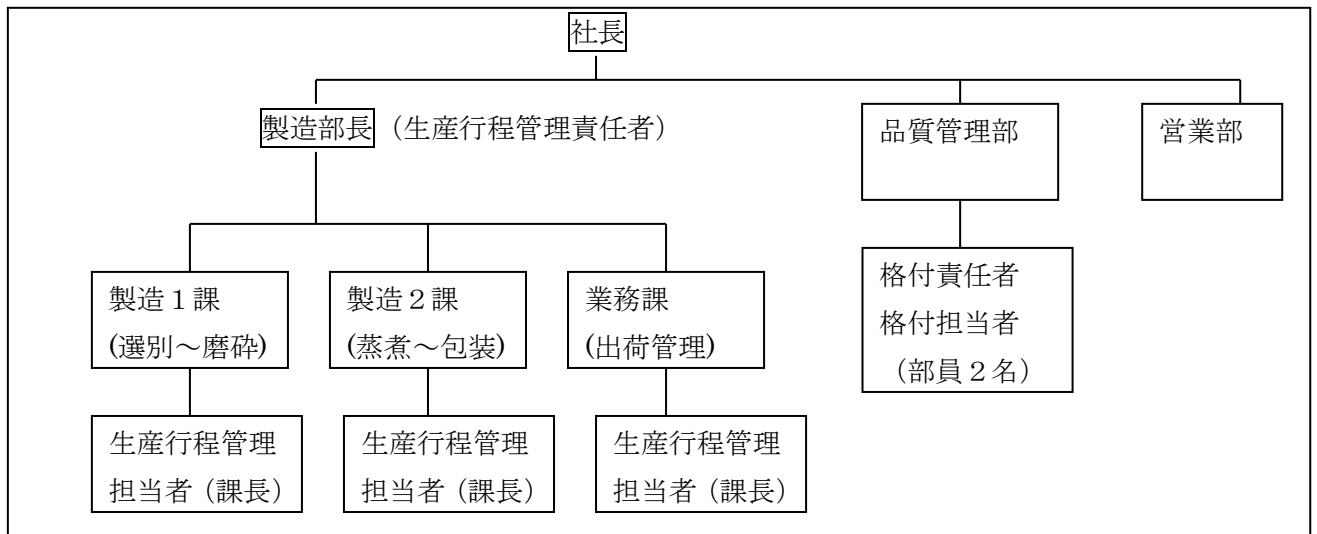 社長
製造部長（生産行程管理責任者）
品質管理部
営業部
製造１課
(選別～磨砕)
製造２課
(蒸煮～包装)
業務課
(出荷管理)
格付責任者
格付担当者
（部員２名）
生産行程管理
担当者（課長）
生産行程管理
担当者（課長）
生産行程管理
担当者（課長）